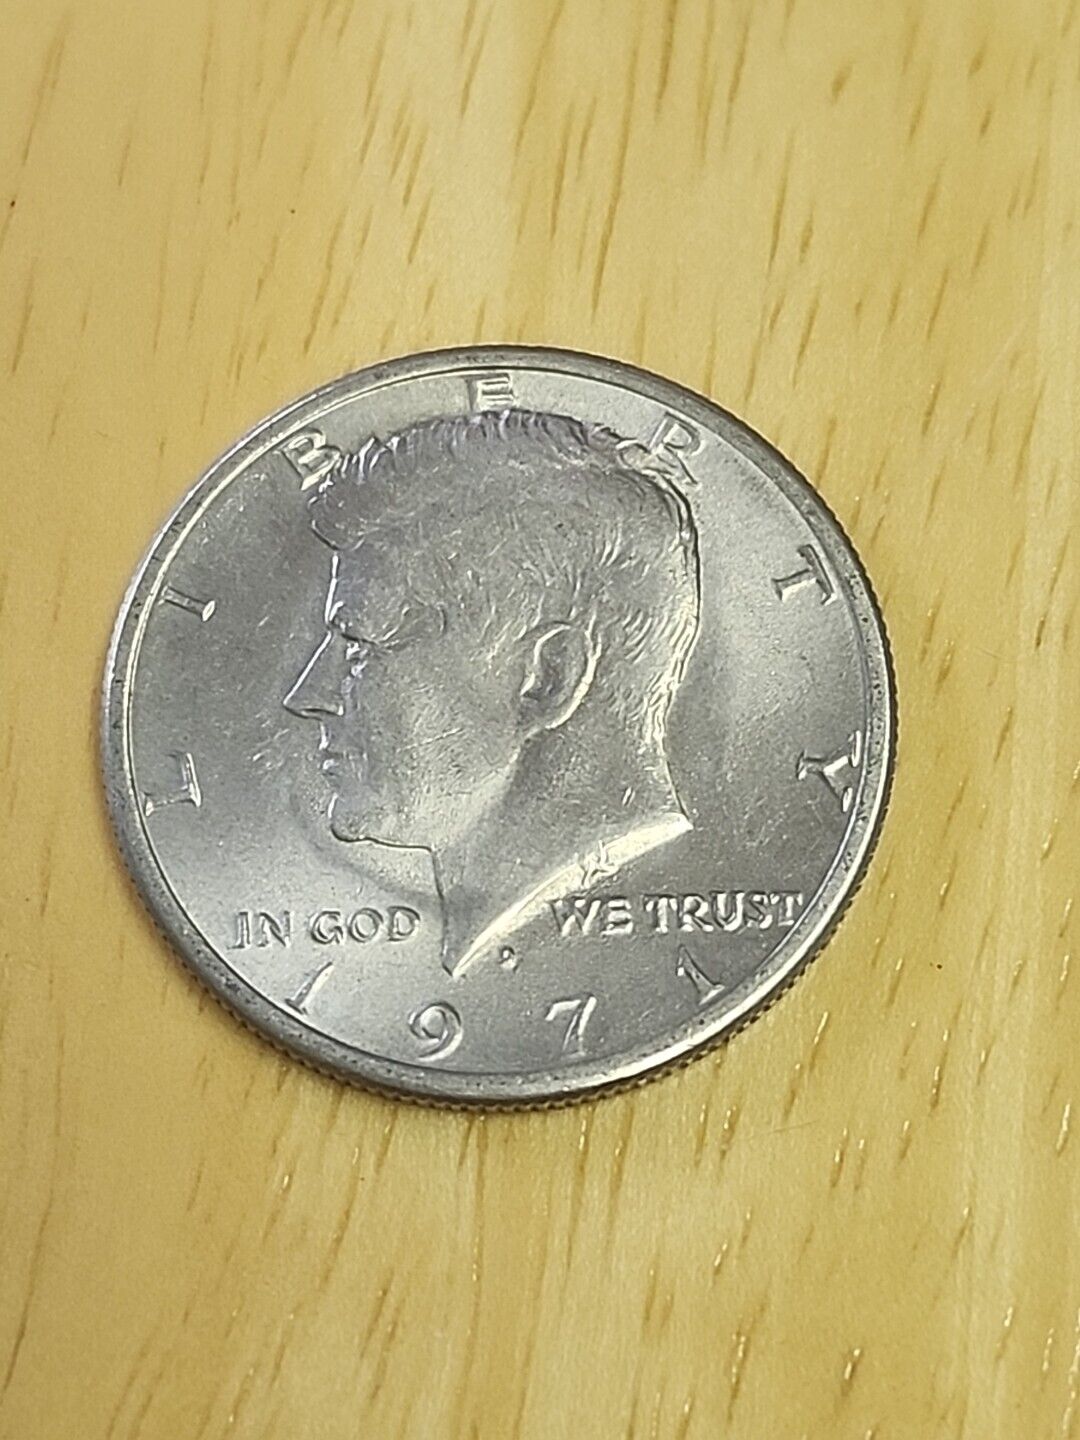 LIBERTY
IN GOD WE TRUST
1971